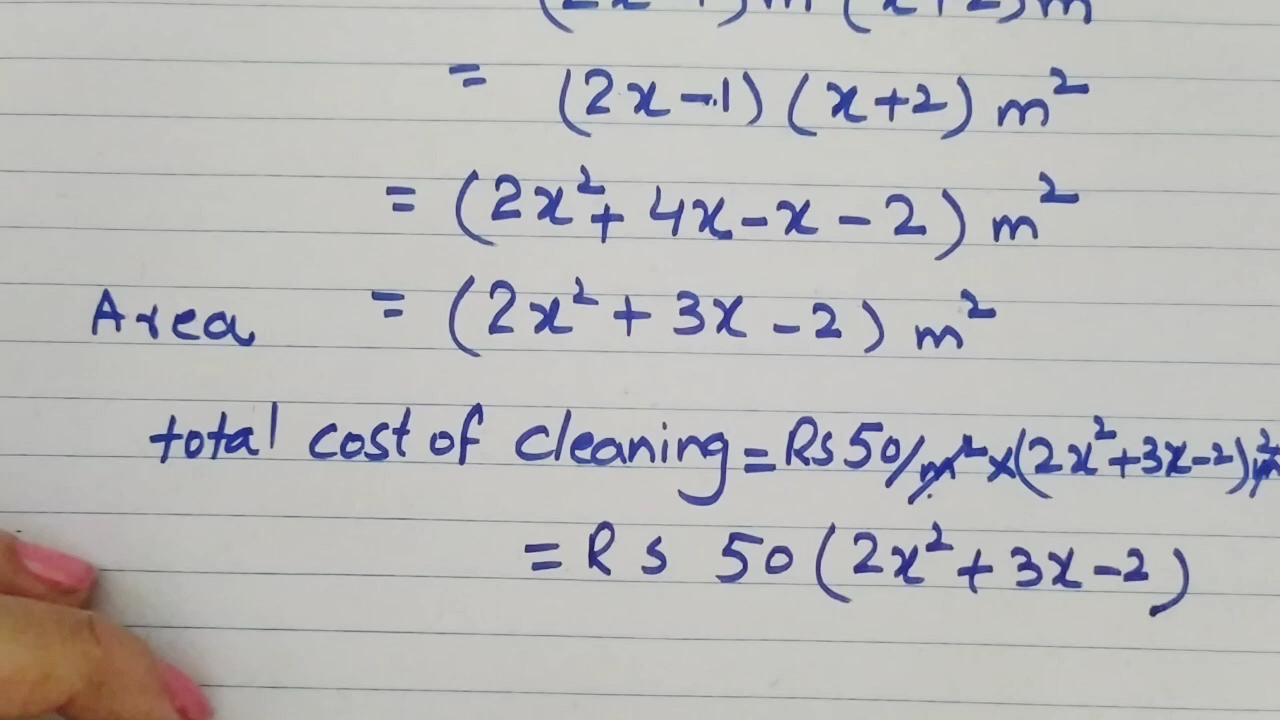 = (2x-1) (x+2) m²
= (2x² + 4x - x - 2) m²
Area = (2x² + 3x - 2) m²
total cost of cleaning = Rs 50/m² × (2x² + 3x - 2) m²
= Rs 50 (2x² + 3x - 2)